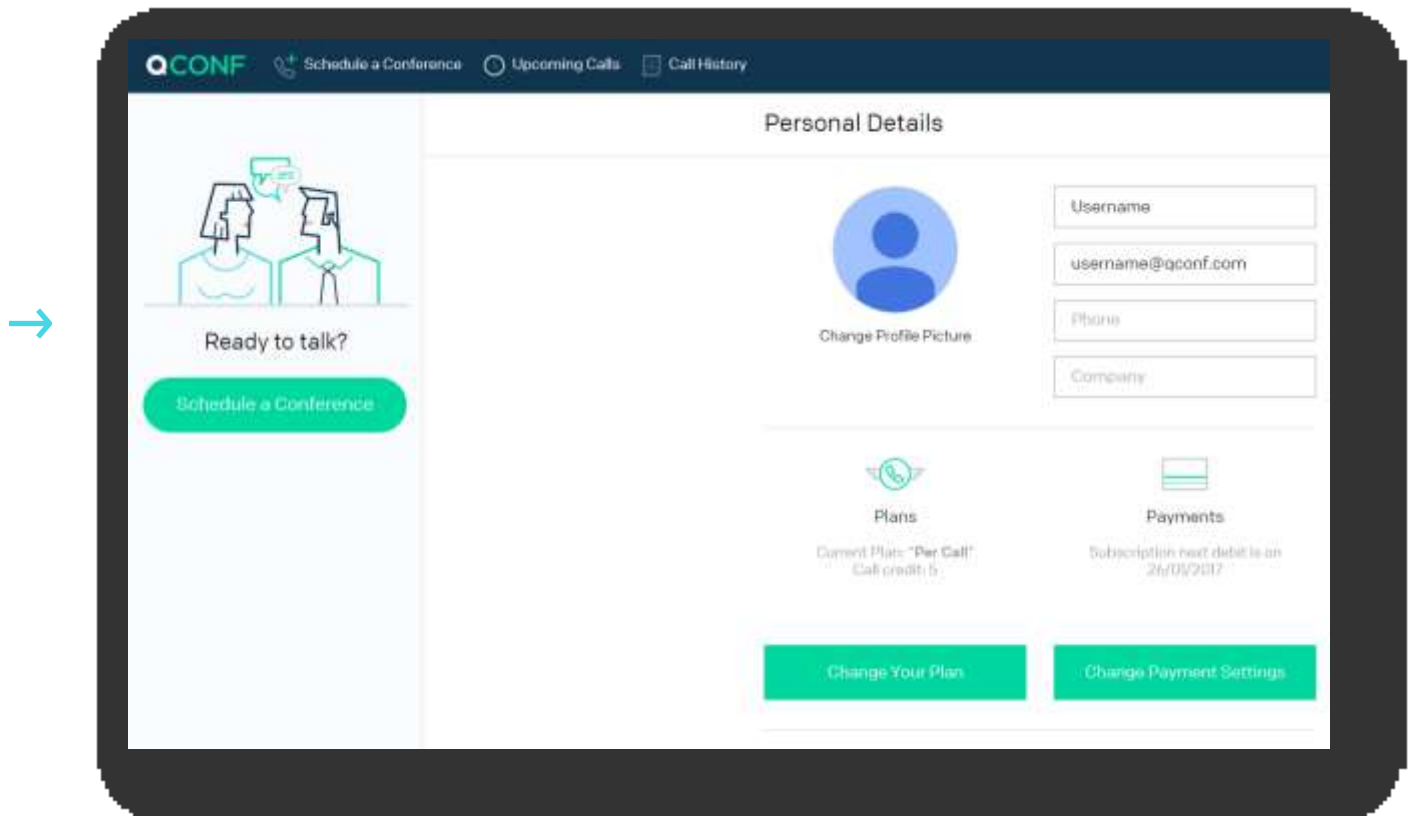 QCONF Schedule a Conference Upcoming Calls Call History
Personal Details
Ready to talk?
Schedule a Conference
Change Profile Picture
Username
username@qconf.com
Phone
Company
Plans
Current Plan: "Per Call"
Call credit: 5
Payments
Subscription next debit is on
26/01/2017
Change Your Plan
Change Payment Settings